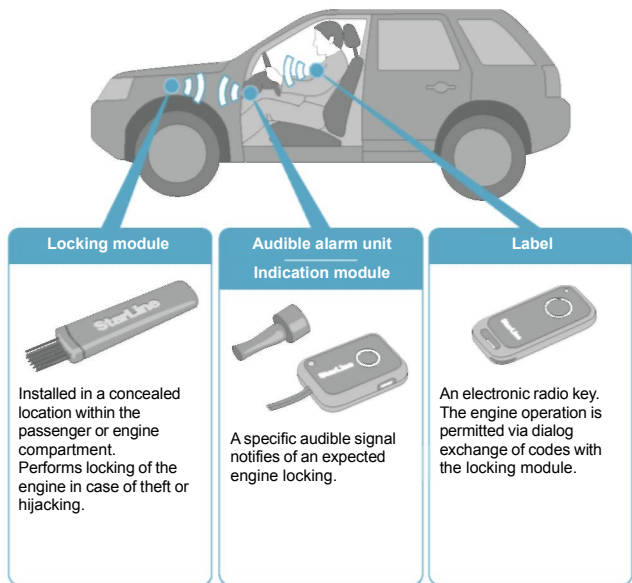 Locking module
StarLine
Installed in a concealed
location within the
passenger or engine
compartment.
Performs locking of the
engine in case of theft or
hijacking.
Audible alarm unit
Indication module
StarLine
A specific audible signal
notifies of an expected
engine locking.
Label
StarLine
An electronic radio key.
The engine operation is
permitted via dialog
exchange of codes with
the locking module.